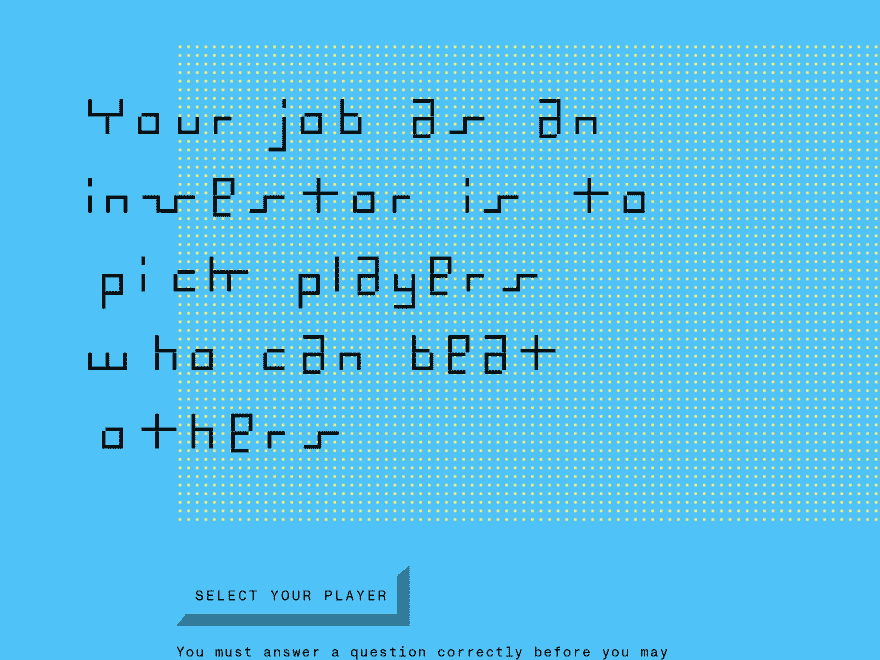 Your job as an
investor is to
pick players
who can beat
others
SELECT YOUR PLAYER
You must answer a question correctly before you may